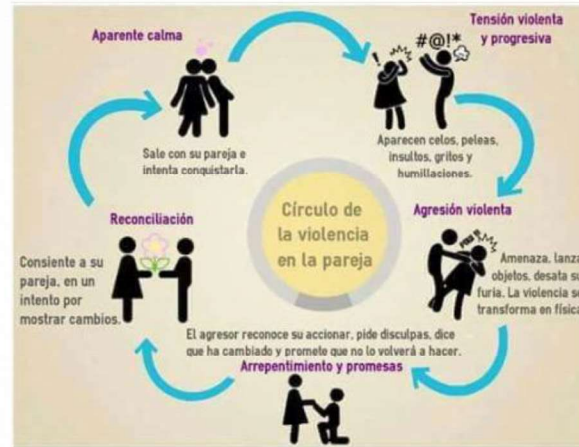 Aparente calma
Sale con su pareja e
intenta conquistarla.
Tensión violenta
y progresiva
#@!*
!
Aparecen celos, peleas,
insultos, gritos y
humillaciones.
Agresión violenta
Amenaza, lanza
objetos, desata su
furia. La violencia se
transforma en física
Arrepentimiento y promesas
El agresor reconoce su accionar, pide disculpas, dice
que ha cambiado y promete que no lo volverá a hacer.
Reconciliación
Consiente a su
pareja, en un
intento por
mostrar cambios.
Círculo de
la violencia
en la pareja